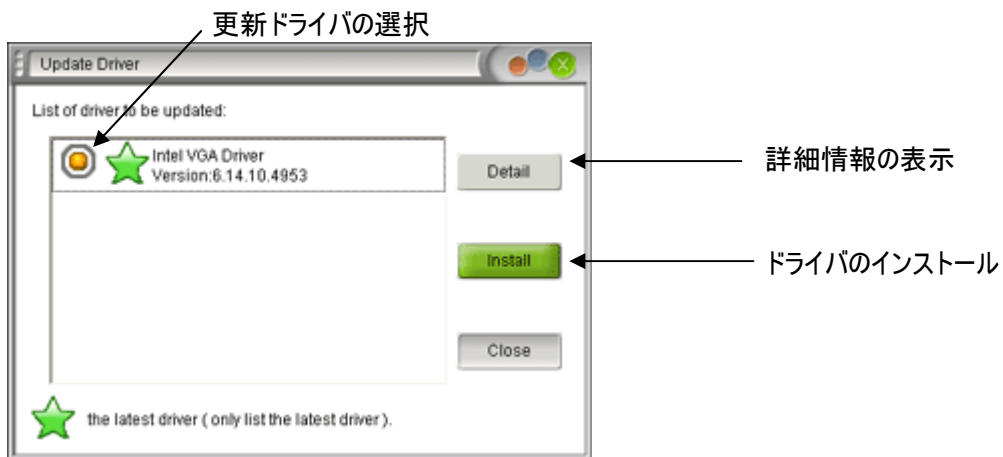 更新ドライバの選択
Update Driver
List of driver to be updated:
Intel VGA Driver
Version:6.14.10.4953
Detail
詳細情報の表示
Install
ドライバのインストール
Close
the latest driver ( only list the latest driver ).